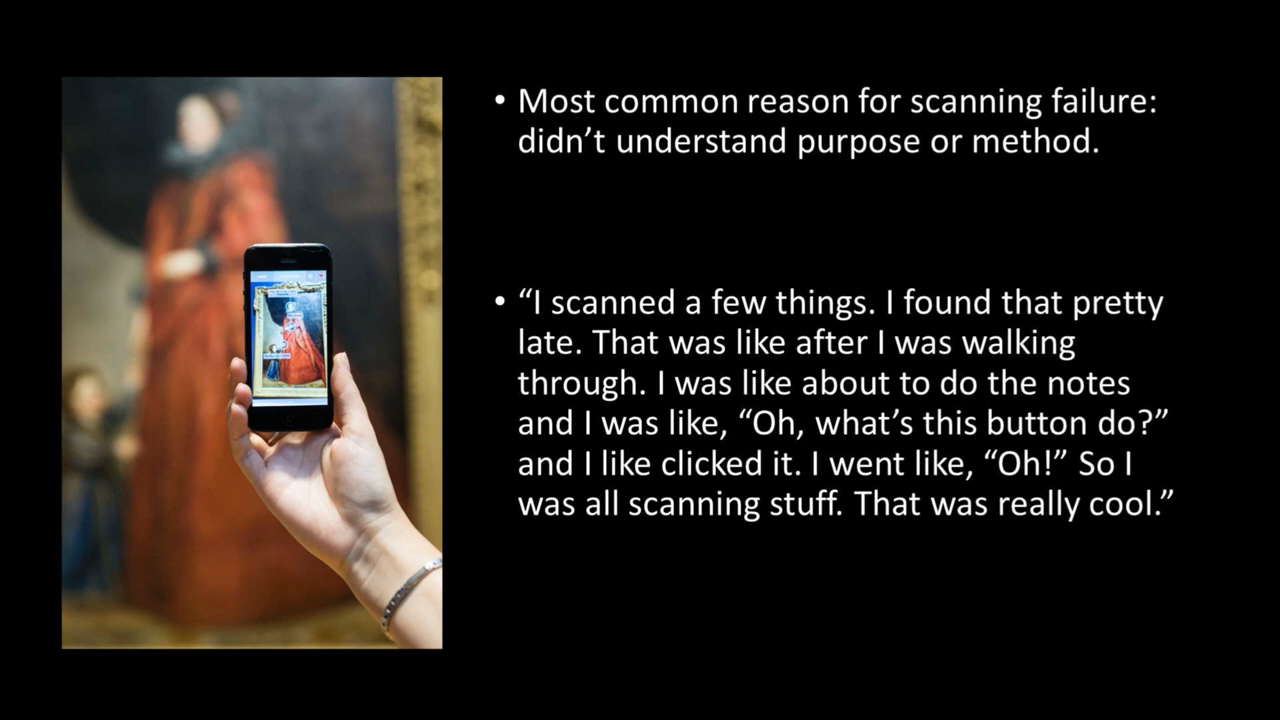 • Most common reason for scanning failure:
didn’t understand purpose or method.
• “I scanned a few things. I found that pretty
late. That was like after I was walking
through. I was like about to do the notes
and I was like, “Oh, what’s this button do?”
and I like clicked it. I went like, “Oh!” So I
was all scanning stuff. That was really cool.”